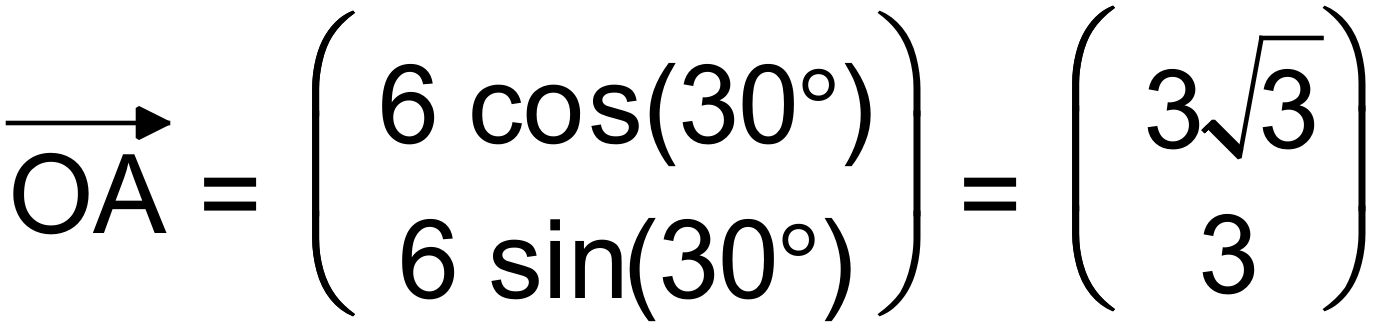 OA = ( 6 cos(30°) ) = ( 3√3 )
( 6 sin(30°) ) ( 3 )